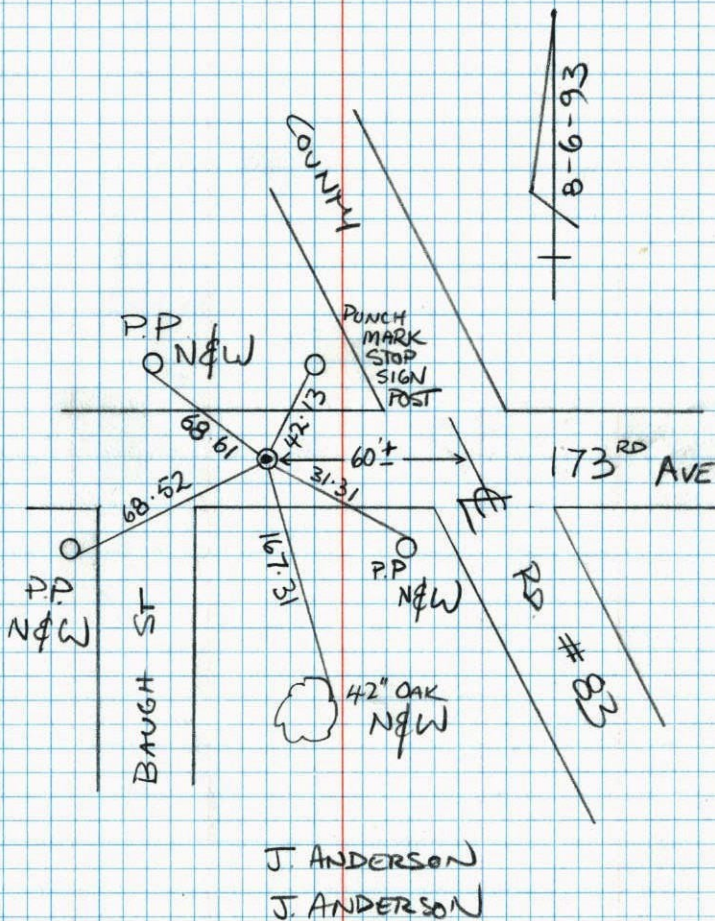 8-6-93
COUNTY
P.P.
N&W
PUNCH
MARK
STOP
SIGN
POST
68.61
42.13
60'±
173RD AVE
68.52
31.31
℄
167.31
P.P.
N&W
P.P
N&W
RD
#83
BAUGH ST
42" OAK
N&W
J. ANDERSON
J. ANDERSON